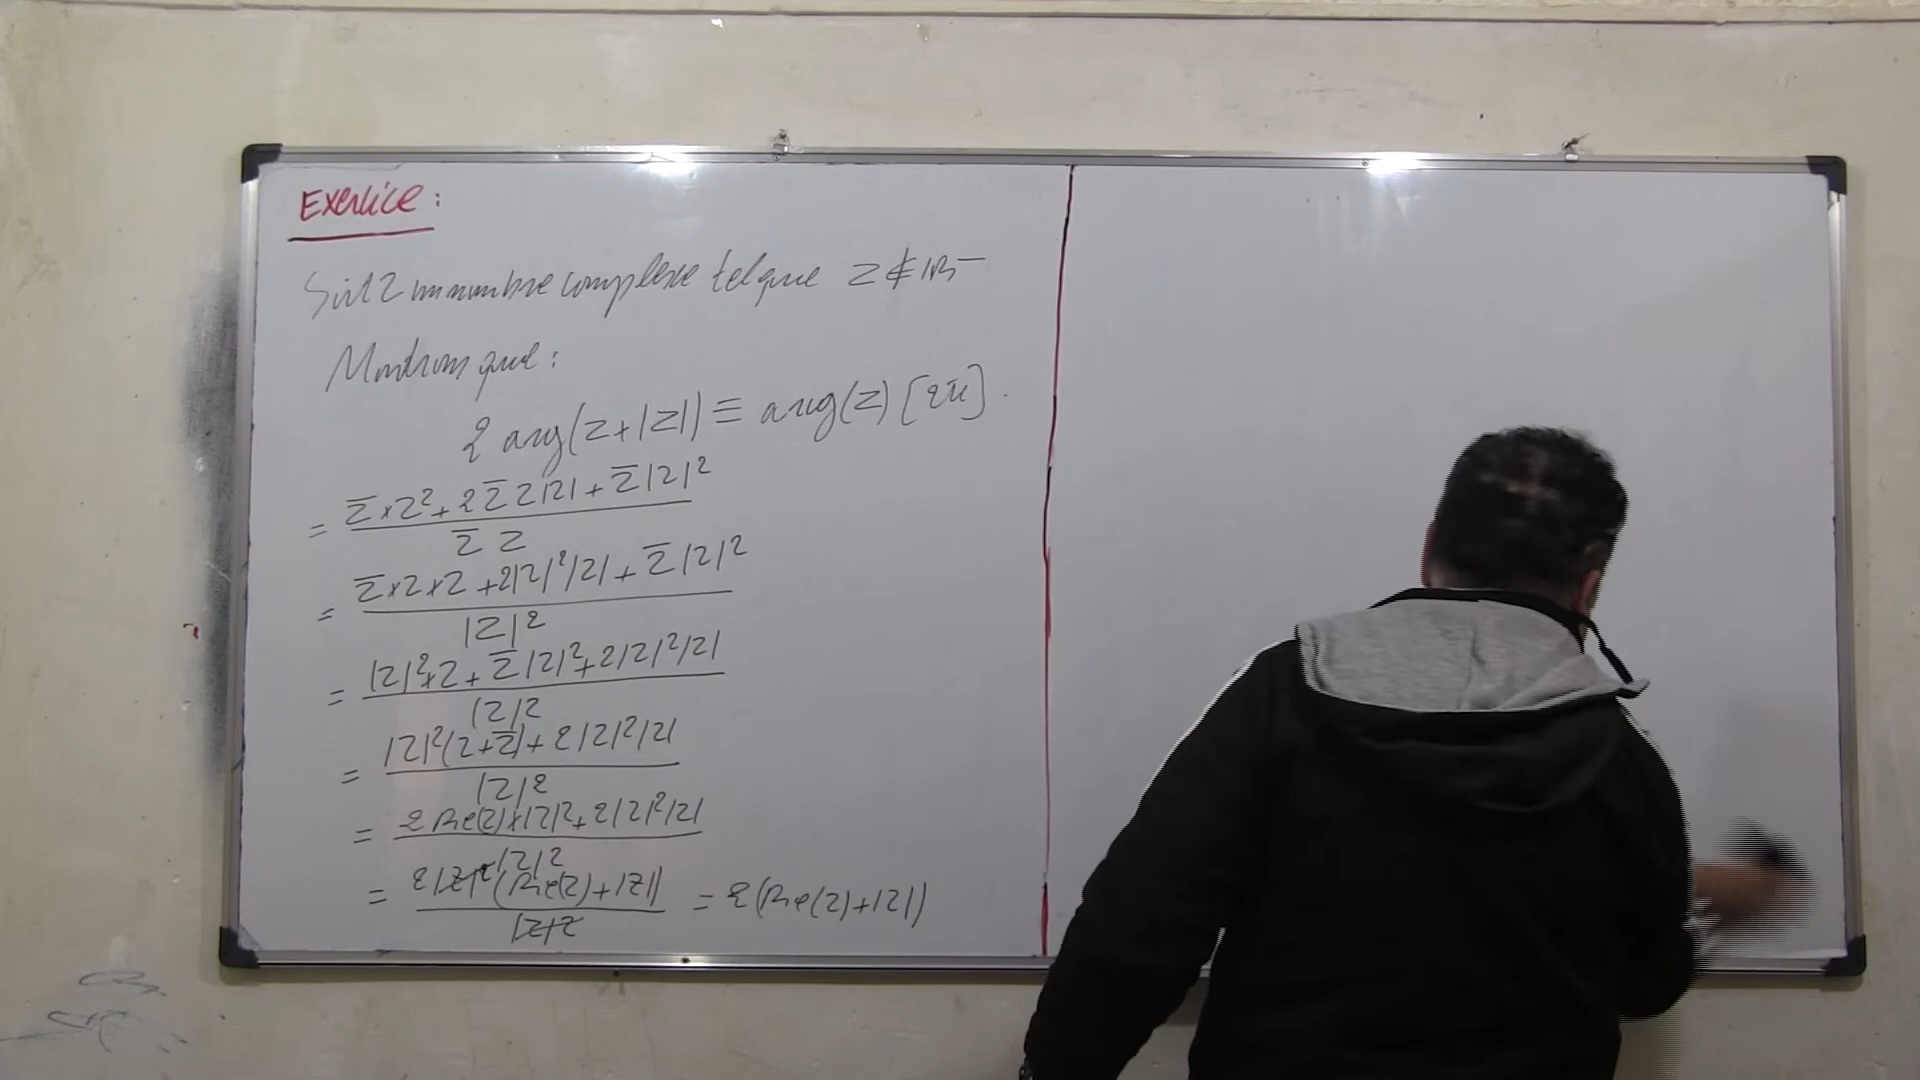 Exercice :
Soit Z un nombre complexe tel que Z ∉ IR⁻
Montrons que :
2 arg(Z+|Z|) ≡ arg(Z) [2π] .
= (Z̄×Z² + 2Z̄Z|Z| + Z̄|Z|²) / (Z̄ Z)
= (Z̄×Z×Z + 2|Z|²|Z| + Z̄|Z|²) / |Z|²
= (|Z|²×Z + Z̄|Z|² + 2|Z|²|Z|) / |Z|²
= (|Z|²(Z+Z̄) + 2|Z|²|Z|) / |Z|²
= (2Re(Z)×|Z|² + 2|Z|²|Z|) / |Z|²
= (2|Z|²(Re(Z)+|Z|)) / |Z|² = 2(Re(Z)+|Z|)